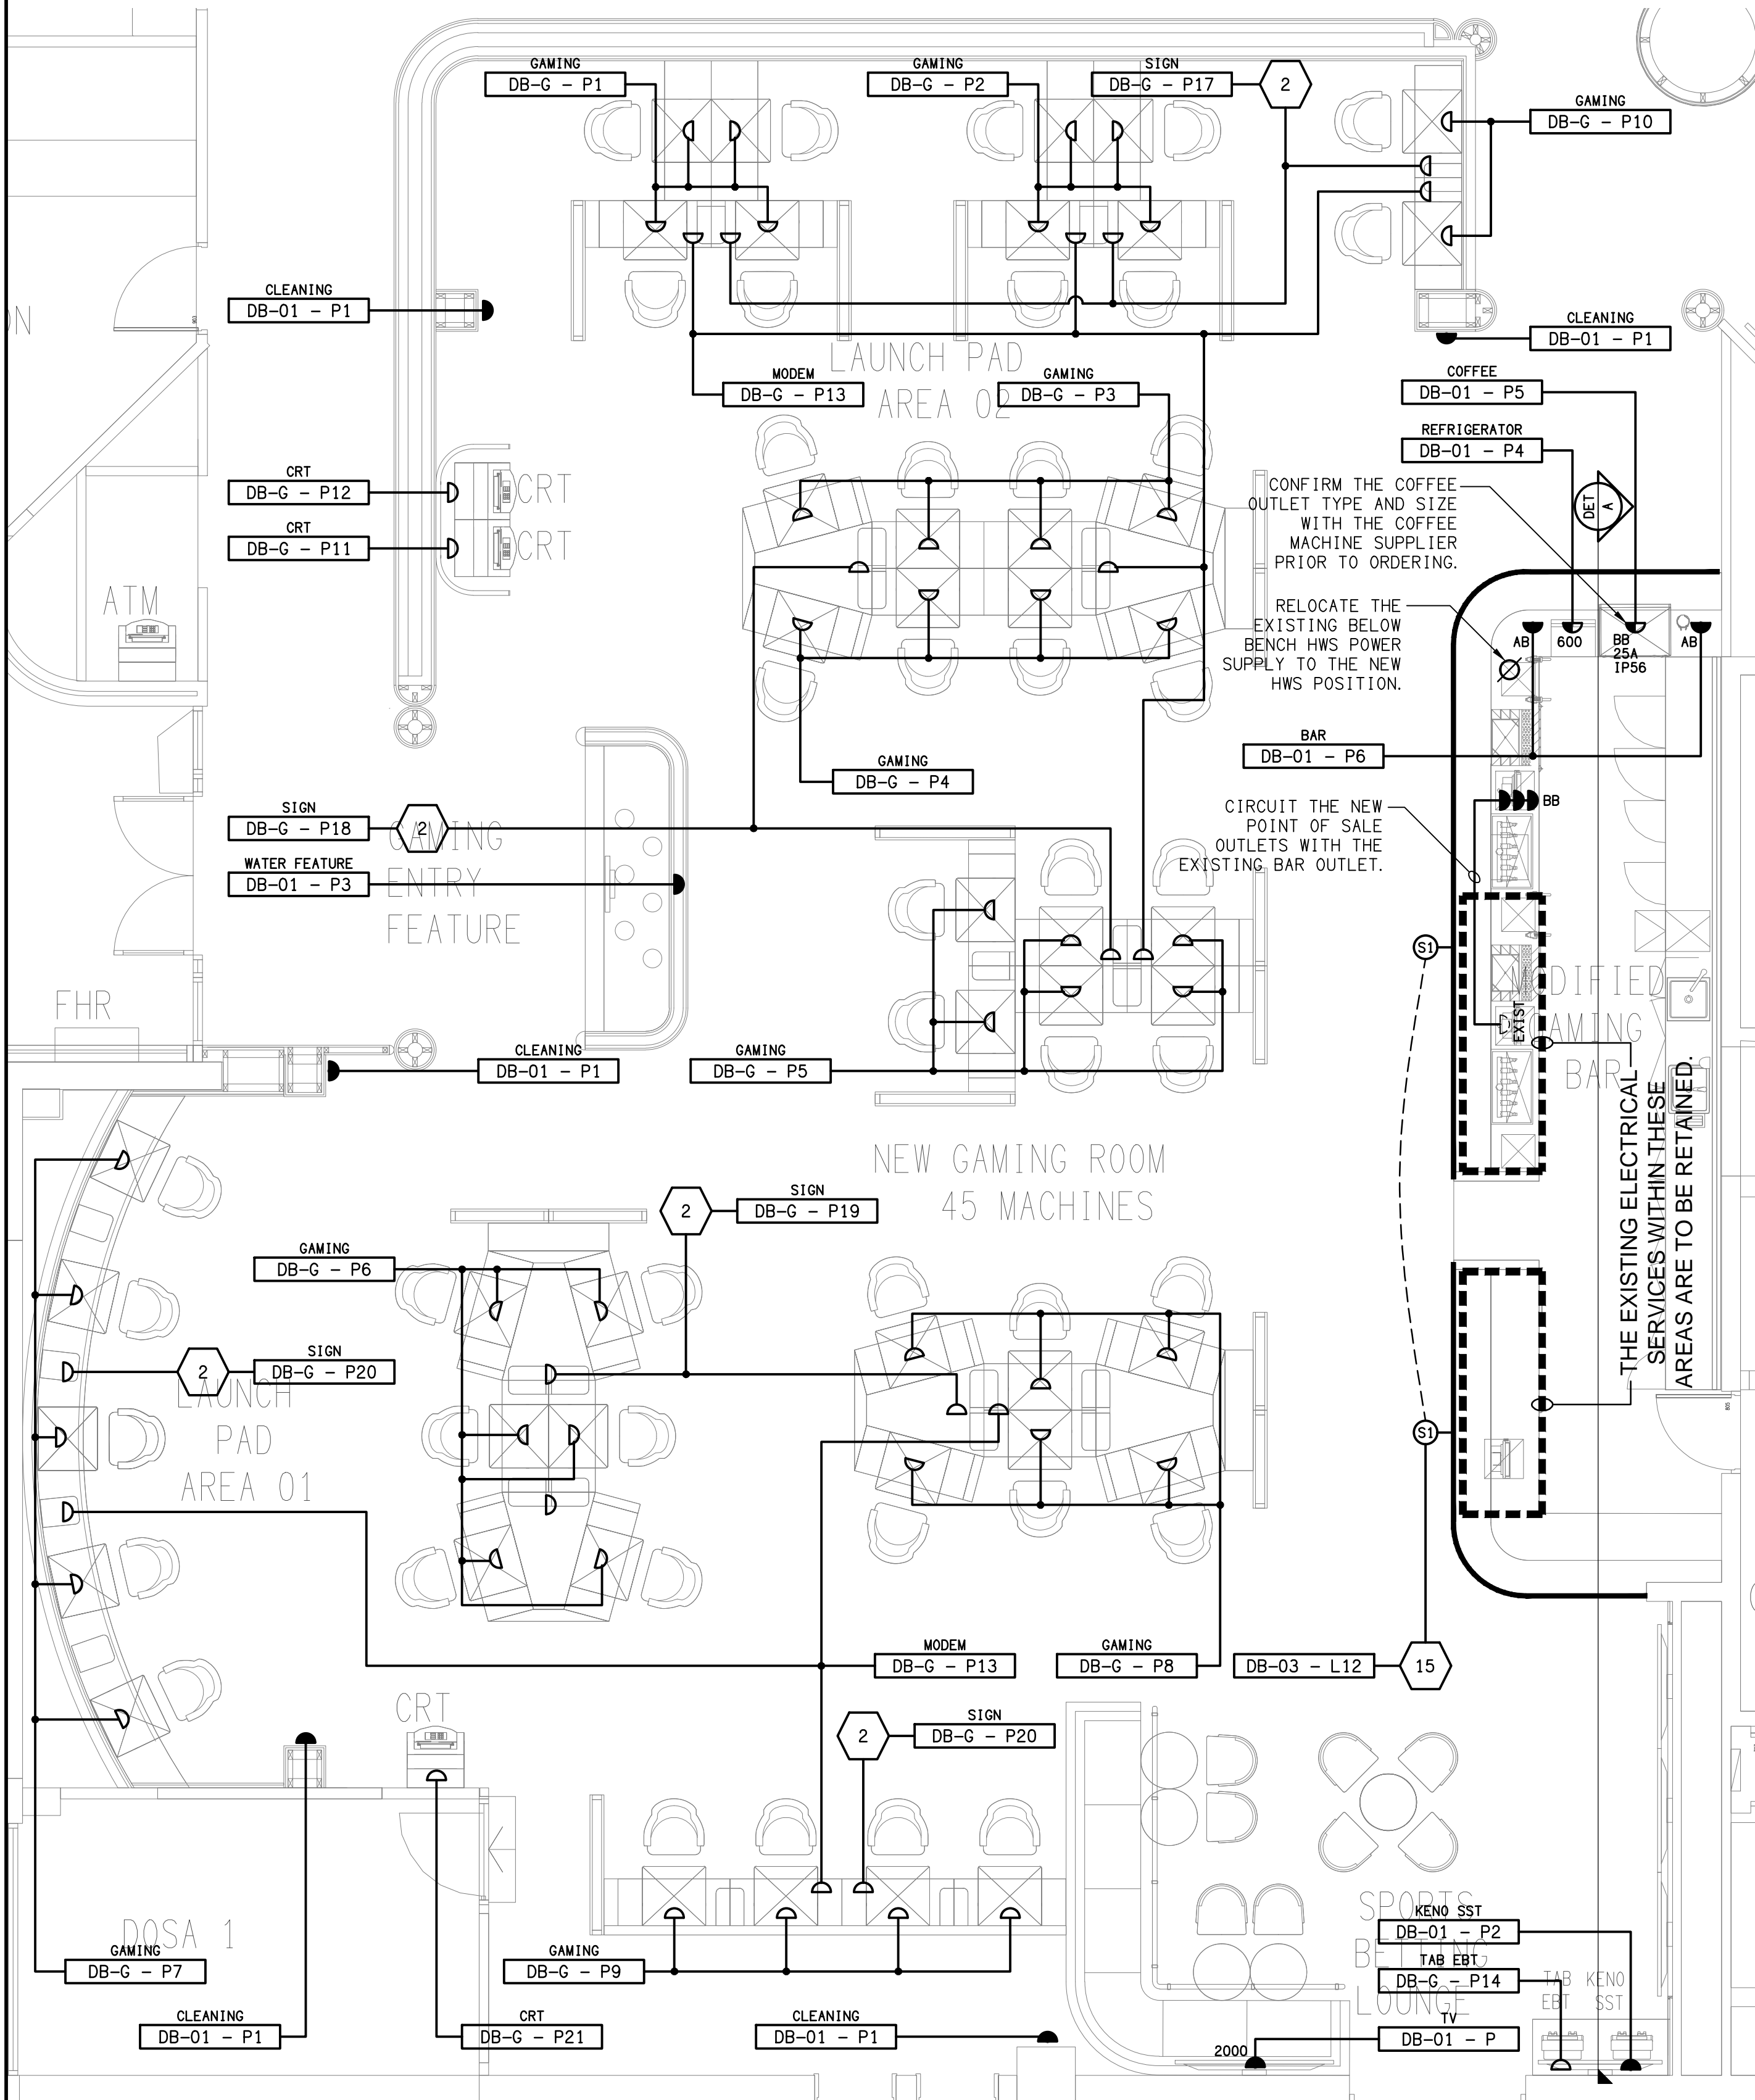 GAMING
DB-G - P1
GAMING
DB-G - P2
SIGN
DB-G - P17
2
GAMING
DB-G - P10
CLEANING
DB-01 - P1
CLEANING
DB-01 - P1
LAUNCH PAD
AREA 02
MODEM
DB-G - P13
GAMING
DB-G - P3
COFFEE
DB-01 - P5
REFRIGERATOR
DB-01 - P4
CRT
DB-G - P12
CRT
CRT
DB-G - P11
CRT
CONFIRM THE COFFEE
OUTLET TYPE AND SIZE
WITH THE COFFEE
MACHINE SUPPLIER
PRIOR TO ORDERING.
DET
A
ATM
RELOCATE THE
EXISTING BELOW
BENCH HWS POWER
SUPPLY TO THE NEW
HWS POSITION.
AB
600
BB
25A
IP56
AB
BAR
DB-01 - P6
GAMING
DB-G - P4
BB
SIGN
DB-G - P18
2
GAMING
ENTRY
FEATURE
WATER FEATURE
DB-01 - P3
CIRCUIT THE NEW
POINT OF SALE
OUTLETS WITH THE
EXISTING BAR OUTLET.
S1
MODIFIED
GAMING
BAR
EXIST
FHR
CLEANING
DB-01 - P1
GAMING
DB-G - P5
THE EXISTING ELECTRICAL
SERVICES WITHIN THESE
AREAS ARE TO BE RETAINED.
NEW GAMING ROOM
45 MACHINES
2
SIGN
DB-G - P19
GAMING
DB-G - P6
2
SIGN
DB-G - P20
LAUNCH
PAD
AREA 01
S1
MODEM
DB-G - P13
GAMING
DB-G - P8
DB-03 - L12
15
CRT
2
SIGN
DB-G - P20
DOSA 1
GAMING
DB-G - P7
GAMING
DB-G - P9
SPORTS
BETTING
LOUNGE
KENO SST
DB-01 - P2
TAB EBT
DB-G - P14
TV
DB-01 - P
TAB
EBT
KENO
SST
CLEANING
DB-01 - P1
CRT
DB-G - P21
CLEANING
DB-01 - P1
2000